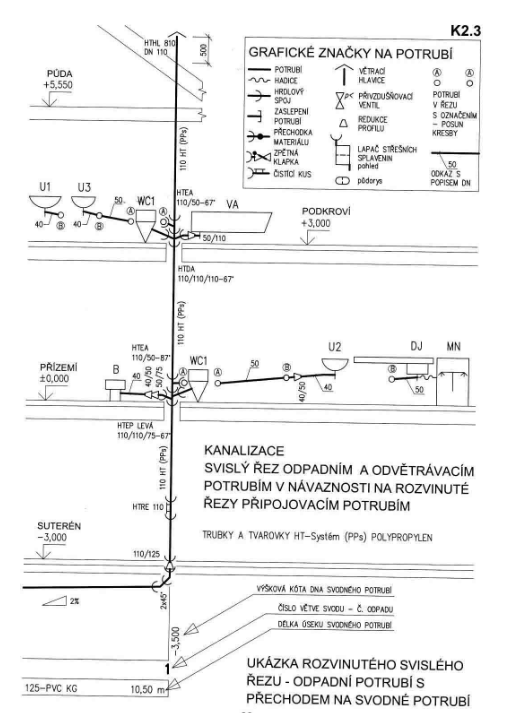 K2.3
HTHL 810
DN 110
500
GRAFICKÉ ZNAČKY NA POTRUBÍ
POTRUBÍ
HADICE
HRDLOVÝ
SPOJ
ZASLEPENÍ
POTRUBÍ
PŘECHODKA
MATERIÁLU
ZPĚTNÁ
KLAPKA
ČISTÍCÍ KUS
VĚTRACÍ
HLAVICE
PŘIVZDUŠŇOVACÍ
VENTIL
REDUKCE
PROFILU
LAPAČ STŘEŠNÍCH
SPLAVENIN
pohled
půdorys
A A
POTRUBÍ
V ŘEZU
S OZNAČENÍM
- POSUN
KRESBY
50
ODKAZ S
POPISEM DN
PŮDA
+5,550
110 HT (PPs)
U1 U3 50 WC1 A A
HTEA
110/50-67°
VA
40 B 40 B
50/110
PODKROVÍ
+3,000
HTDA
110/110/110-67°
110 HT (PPs)
HTEA
110/50-87°
PŘÍZEMÍ
±0,000
B 40 40/50 50/75 A WC1 A 50 B 40/50 40 U2 B DJ 50 MN
HTEP LEVÁ
110/110/75-67°
110 HT (PPs)
HTRE 110
KANALIZACE
SVISLÝ ŘEZ ODPADNÍM A ODVĚTRÁVACÍM
POTRUBÍM V NÁVAZNOSTI NA ROZVINUTÉ
ŘEZY PŘIPOJOVACÍM POTRUBÍM
TRUBKY A TVAROVKY HT-Systém (PPs) POLYPROPYLEN
SUTERÉN
-3,000
110/125
2%
2x45°
-3,500
VÝŠKOVÁ KÓTA DNA SVODNÉHO POTRUBÍ
ČÍSLO VĚTVE SVODU - Č. ODPADU
DÉLKA ÚSEKU SVODNÉHO POTRUBÍ
1
125-PVC KG 10,50 m
UKÁZKA ROZVINUTÉHO SVISLÉHO
ŘEZU - ODPADNÍ POTRUBÍ S
PŘECHODEM NA SVODNÉ POTRUBÍ